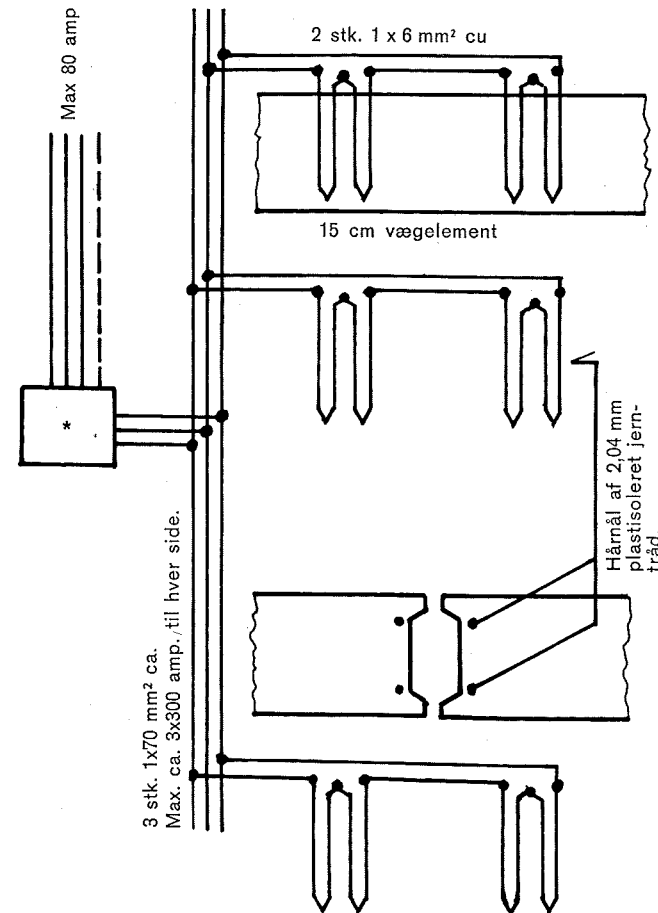 Max 80 amp
2 stk. 1 x 6 mm² cu
15 cm vægelement
*
3 stk. 1x70 mm² ca.
Max. ca. 3x300 amp./til hver side.
Hårnål af 2,04 mm
plastisoleret jern-
tråd.